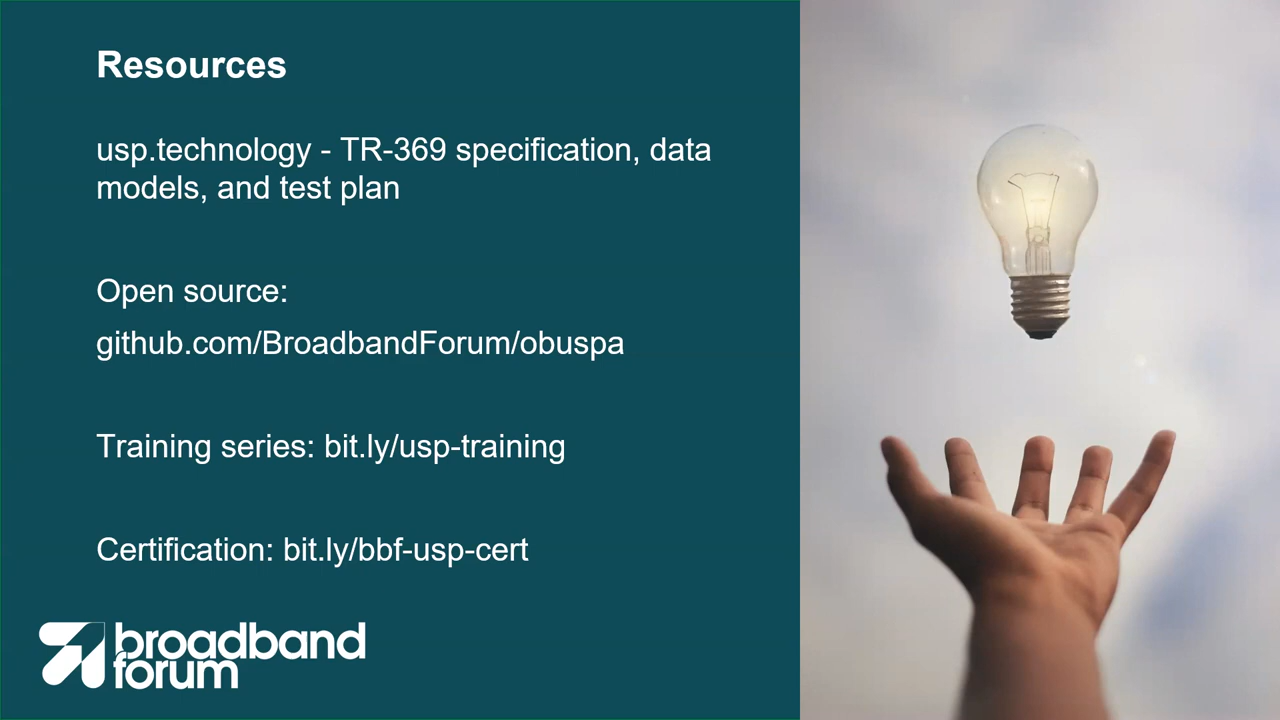 Resources
usp.technology - TR-369 specification, data
models, and test plan
Open source:
github.com/BroadbandForum/obuspa
Training series: bit.ly/usp-training
Certification: bit.ly/bbf-usp-cert
broadband
forum